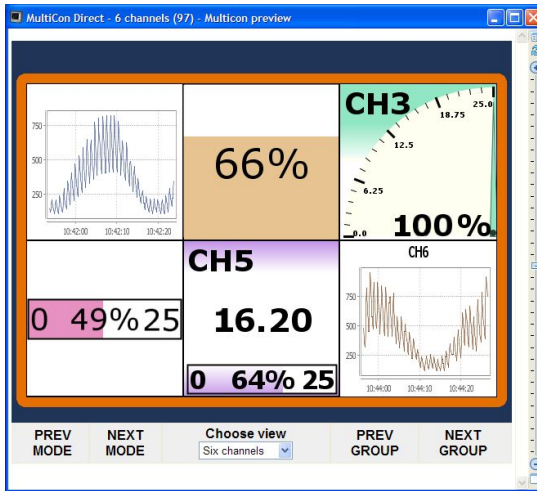 MultiCon Direct - 6 channels (97) - Multicon preview
750
500
250
10:42:00 10:42:10 10:42:20
66%
CH3
25.0
18.75
12.5
6.25
0.0
100%
0 49% 25
CH5
16.20
0 64% 25
CH6
750
500
250
10:44:00 10:44:10 10:44:20
PREV MODE
NEXT MODE
Choose view
Six channels
PREV GROUP
NEXT GROUP